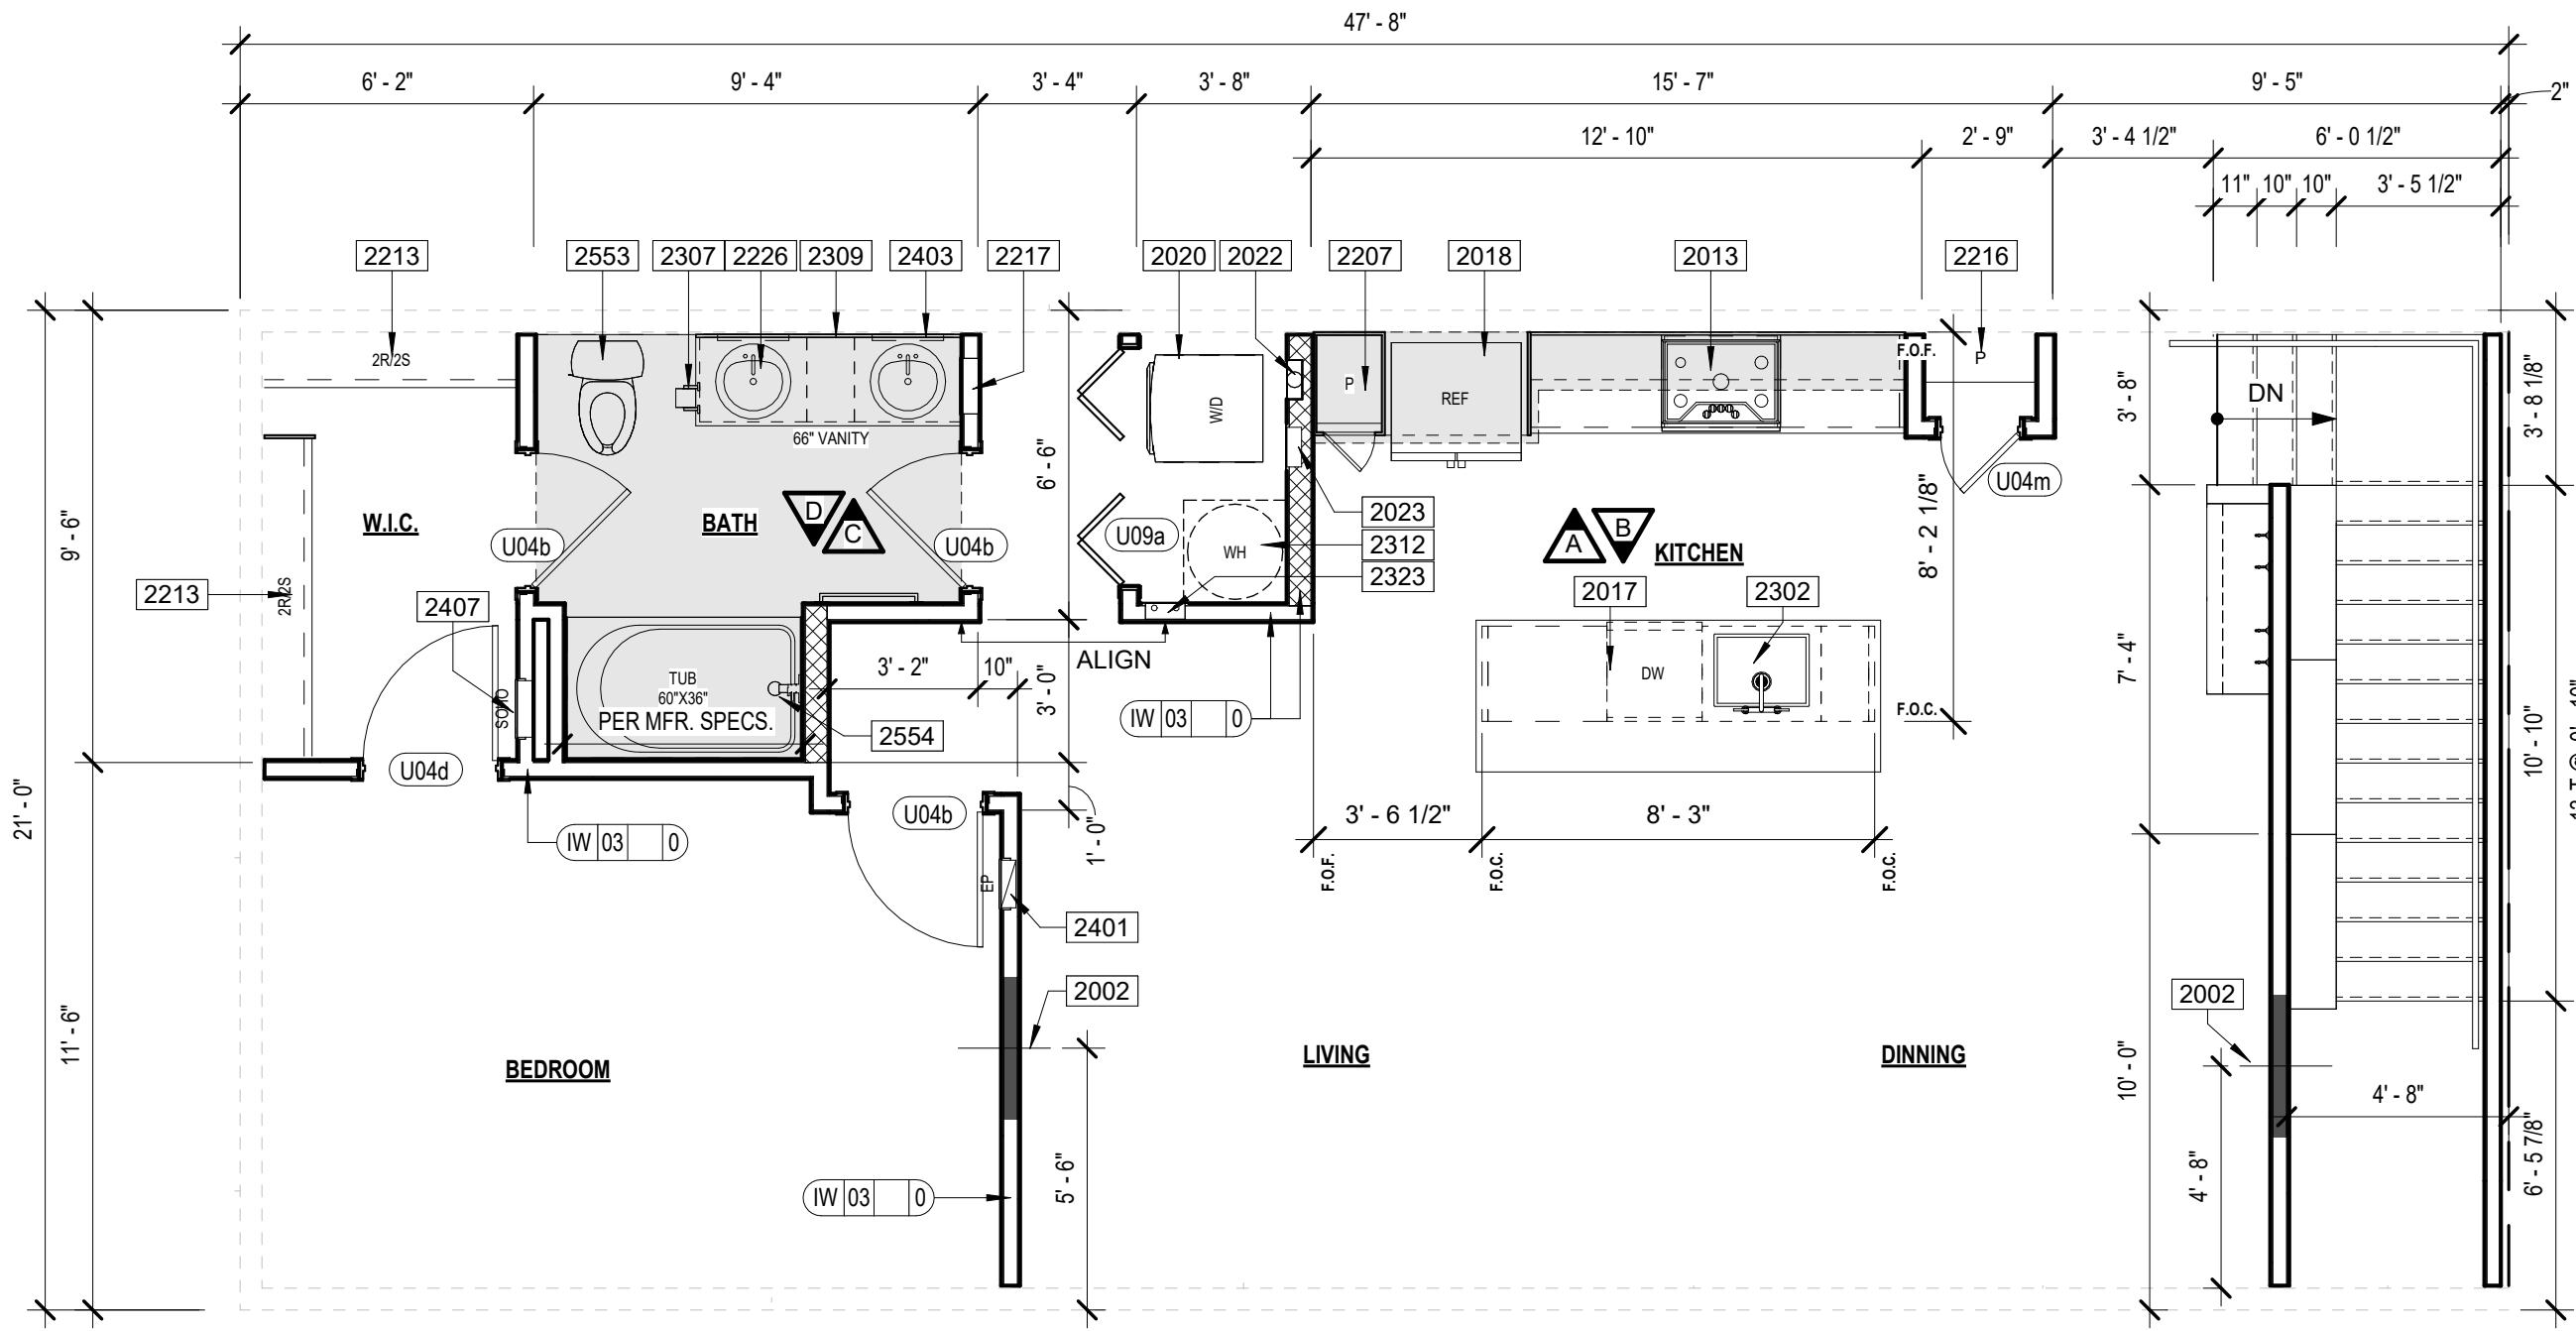 47' - 8"
6' - 2"
9' - 4"
3' - 4"
3' - 8"
15' - 7"
9' - 5"
2"
12' - 10"
2' - 9"
3' - 4 1/2"
6' - 0 1/2"
11"
10"
10"
3' - 5 1/2"
2213
2553
2307
2226
2309
2403
2217
2020
2022
2207
2018
2013
2216
2R/2S
66" VANITY
W/D
P
REF
F.O.F.
P
DN
3' - 8"
3' - 8 1/8"
U04m
6' - 6"
9' - 6"
W.I.C.
BATH
D
C
U04b
U04b
U09a
WH
2023
2312
2323
A
B
KITCHEN
8' - 2 1/8"
2213
2R/2S
2407
SOHO
TUB
60"X36"
PER MFR. SPECS.
2554
3' - 2"
10"
ALIGN
3' - 0"
IW 03 0
2017
2302
DW
F.O.C.
7' - 4"
10' - 10"
21' - 0"
U04d
U04b
IW 03 0
1' - 0"
3' - 6 1/2"
8' - 3"
F.O.F.
F.O.C.
F.O.C.
EP
2401
2002
2002
11' - 6"
BEDROOM
LIVING
DINNING
10' - 0"
4' - 8"
5' - 6"
4' - 8"
6' - 5 7/8"
IW 03 0